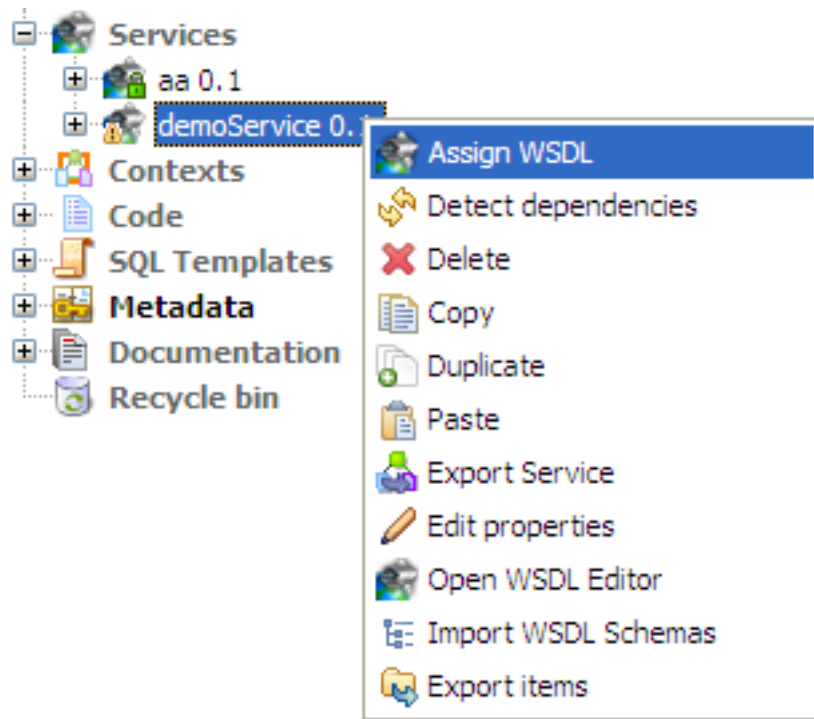 Services
aa 0.1
demoService 0.1
Contexts
Code
SQL Templates
Metadata
Documentation
Recycle bin
Assign WSDL
Detect dependencies
Delete
Copy
Duplicate
Paste
Export Service
Edit properties
Open WSDL Editor
Import WSDL Schemas
Export items